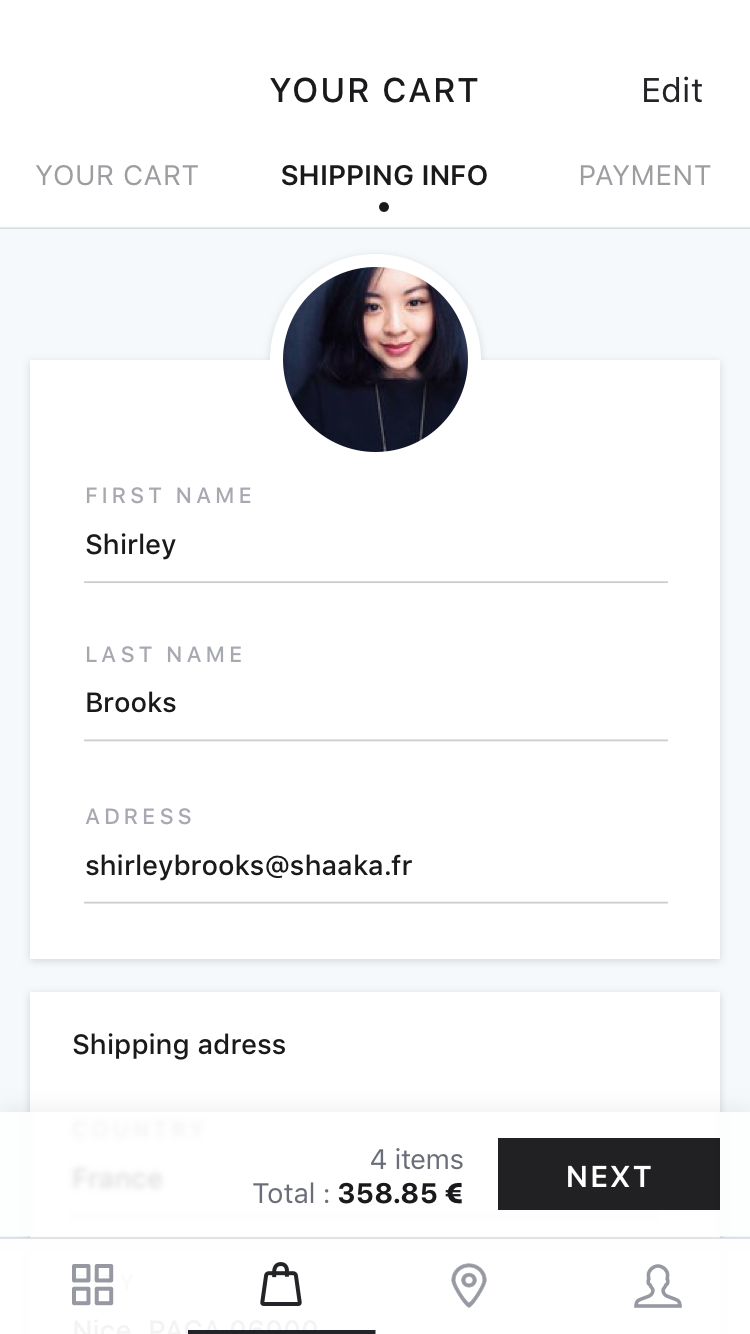 YOUR CART Edit
YOUR CART SHIPPING INFO PAYMENT
FIRST NAME
Shirley
LAST NAME
Brooks
ADRESS
shirleybrooks@shaaka.fr
Shipping adress
COUNTRY
France
4 items
Total : 358.85 €
NEXT
Nice, PACA 06000